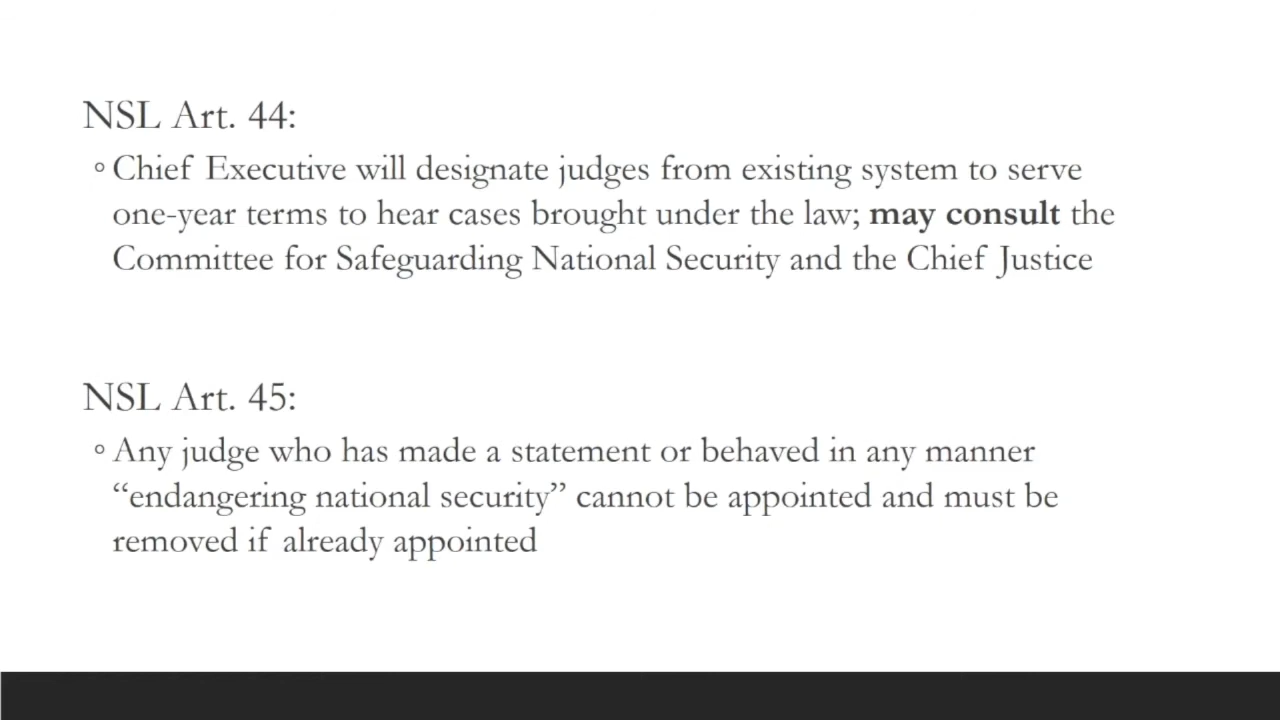 NSL Art. 44:
◦ Chief Executive will designate judges from existing system to serve
one-year terms to hear cases brought under the law; may consult the
Committee for Safeguarding National Security and the Chief Justice
NSL Art. 45:
◦ Any judge who has made a statement or behaved in any manner
“endangering national security” cannot be appointed and must be
removed if already appointed